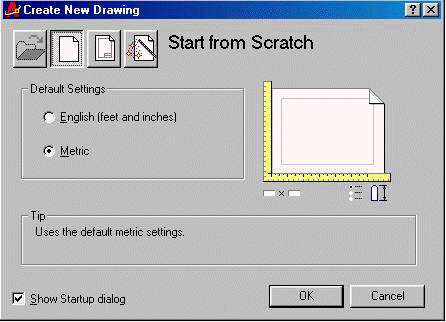 Create New Drawing
Start from Scratch
Default Settings
English (feet and inches)
Metric
Tip
Uses the default metric settings.
Show Startup dialog
OK
Cancel